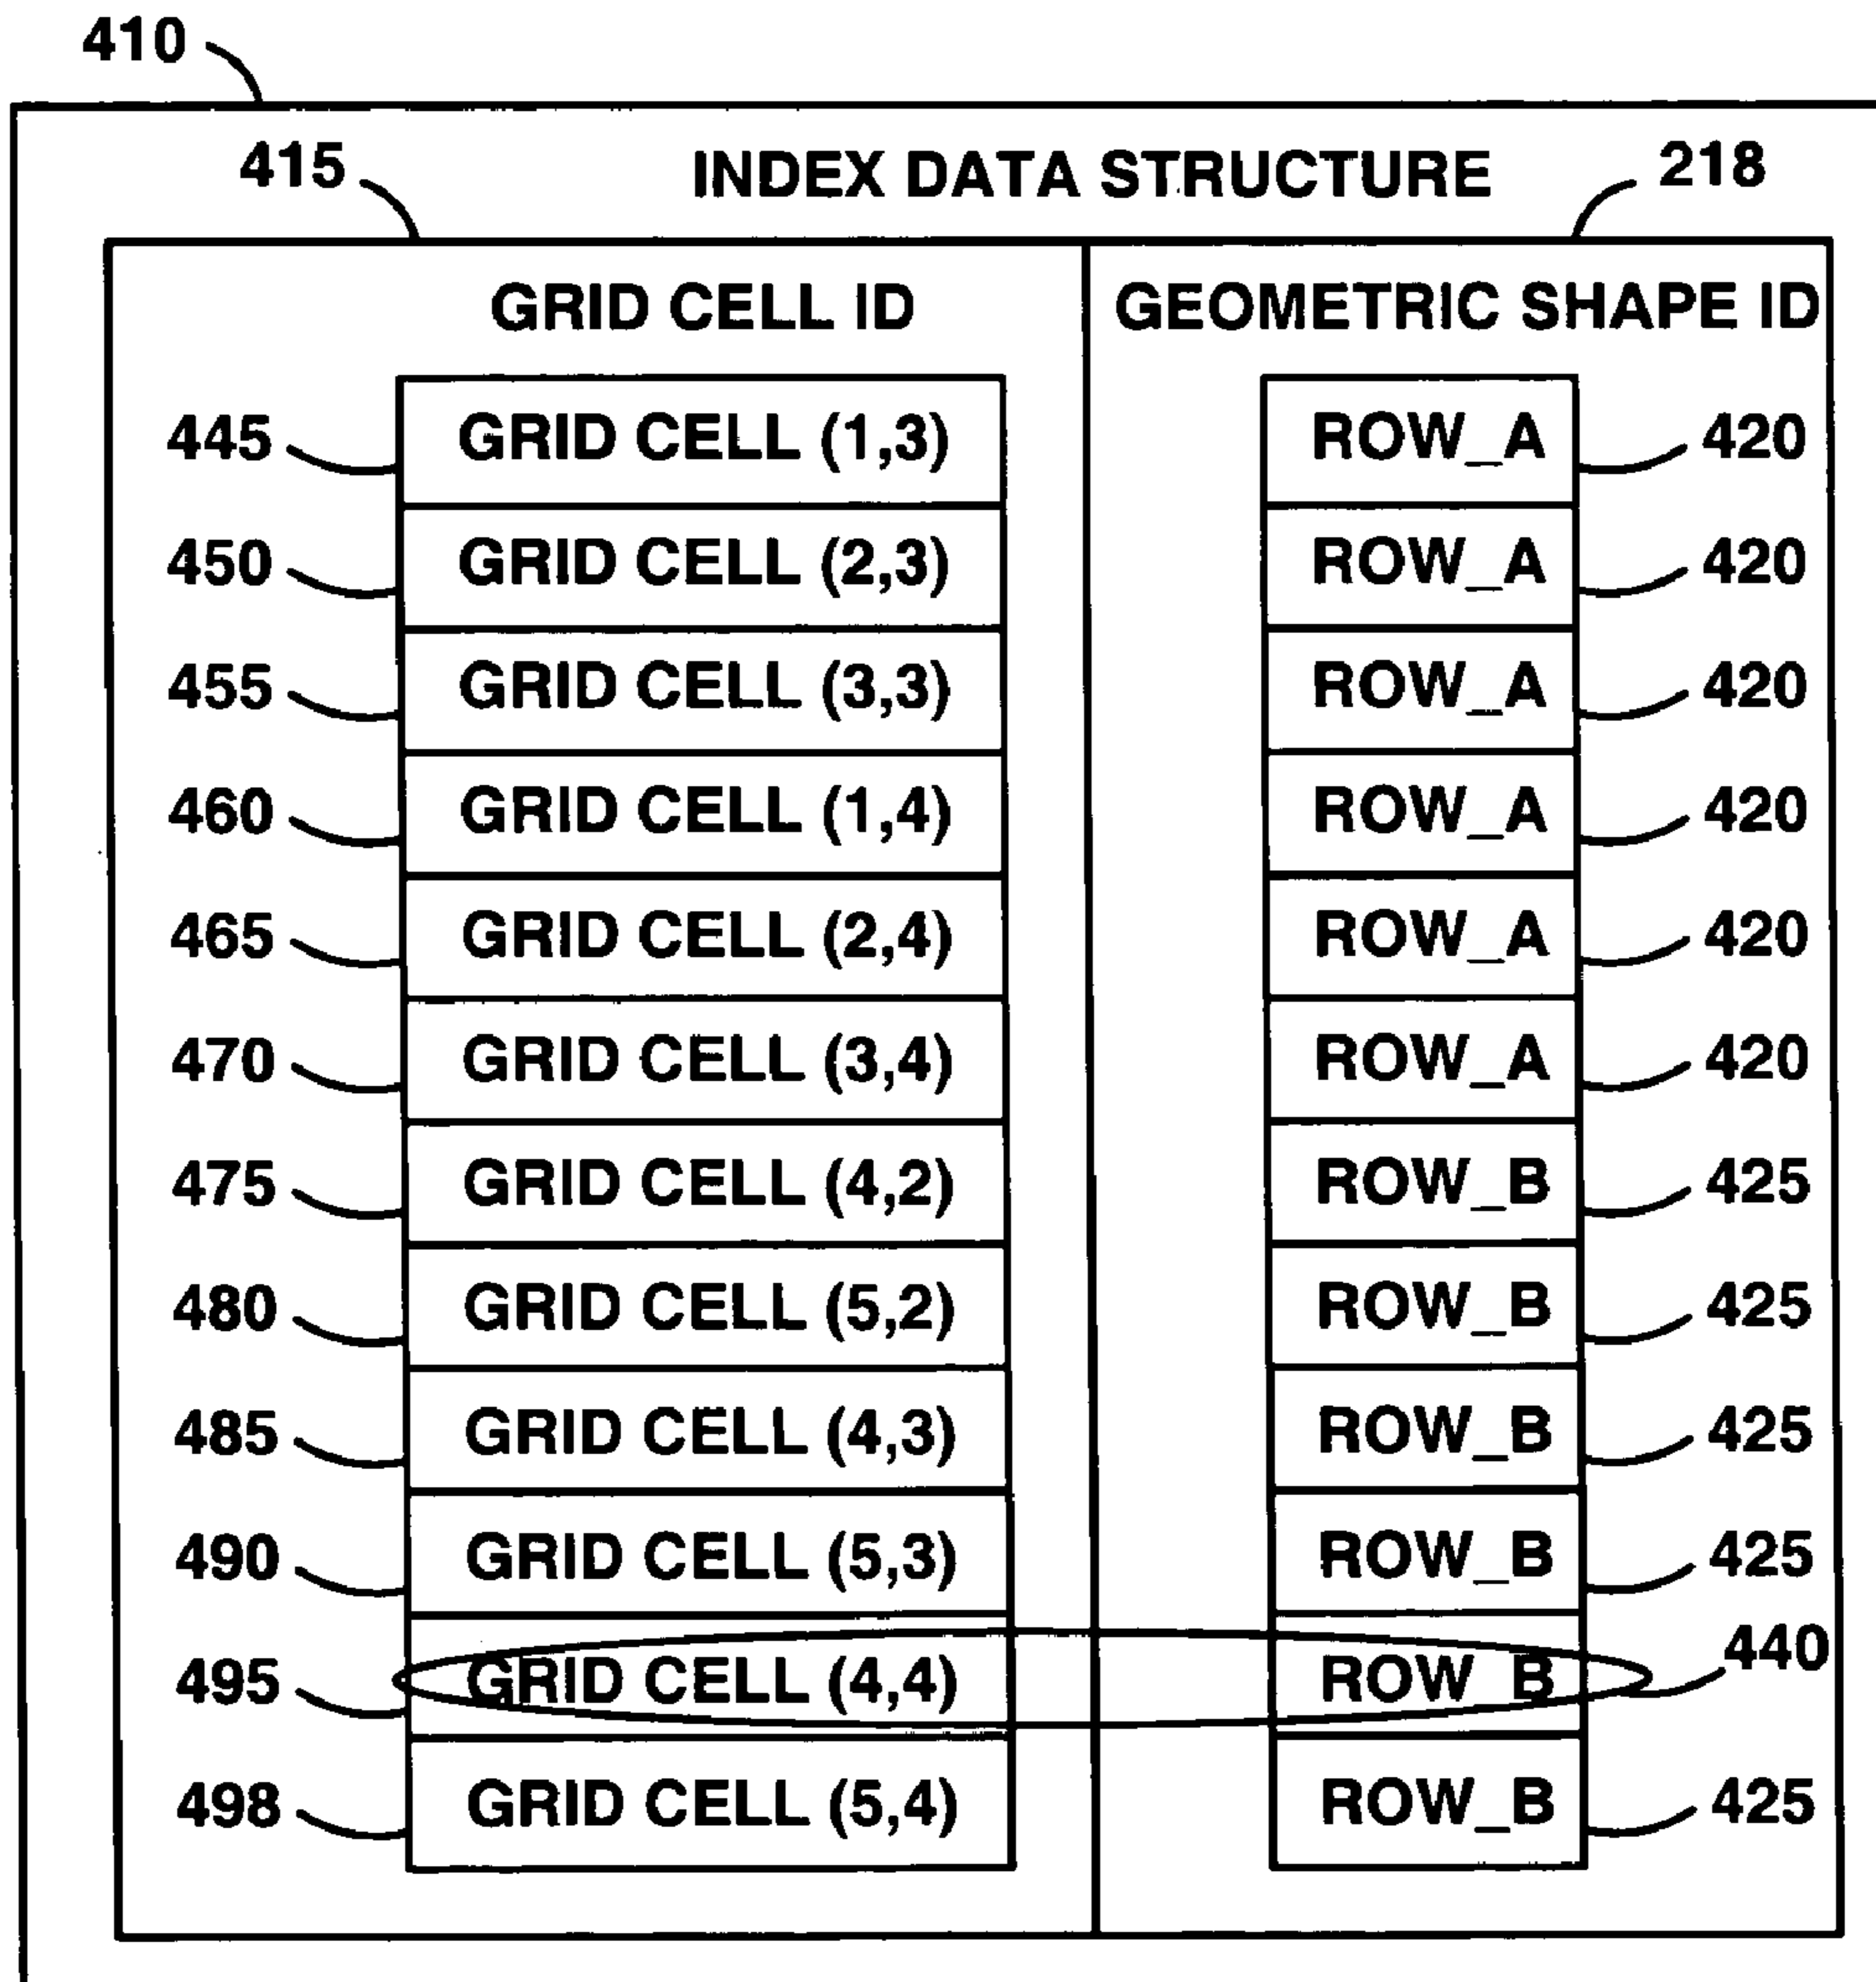 410
415 INDEX DATA STRUCTURE 218
GRID CELL ID GEOMETRIC SHAPE ID
445 GRID CELL (1,3) ROW_A 420
450 GRID CELL (2,3) ROW_A 420
455 GRID CELL (3,3) ROW_A 420
460 GRID CELL (1,4) ROW_A 420
465 GRID CELL (2,4) ROW_A 420
470 GRID CELL (3,4) ROW_A 420
475 GRID CELL (4,2) ROW_B 425
480 GRID CELL (5,2) ROW_B 425
485 GRID CELL (4,3) ROW_B 425
490 GRID CELL (5,3) ROW_B 425
495 GRID CELL (4,4) ROW_B 440
498 GRID CELL (5,4) ROW_B 425